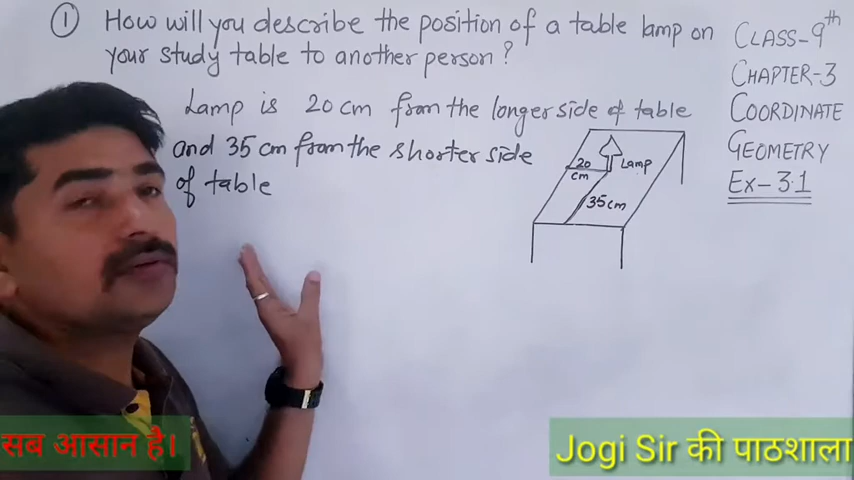 ① How will you describe the position of a table lamp on
your study table to another person?
Lamp is 20 cm from the longer side of table
and 35 cm from the shorter side
of table
20
cm
Lamp
35 cm
CLASS-9th
CHAPTER-3
COORDINATE
GEOMETRY
Ex-3.1
सब आसान है।
Jogi Sir की पाठशाला